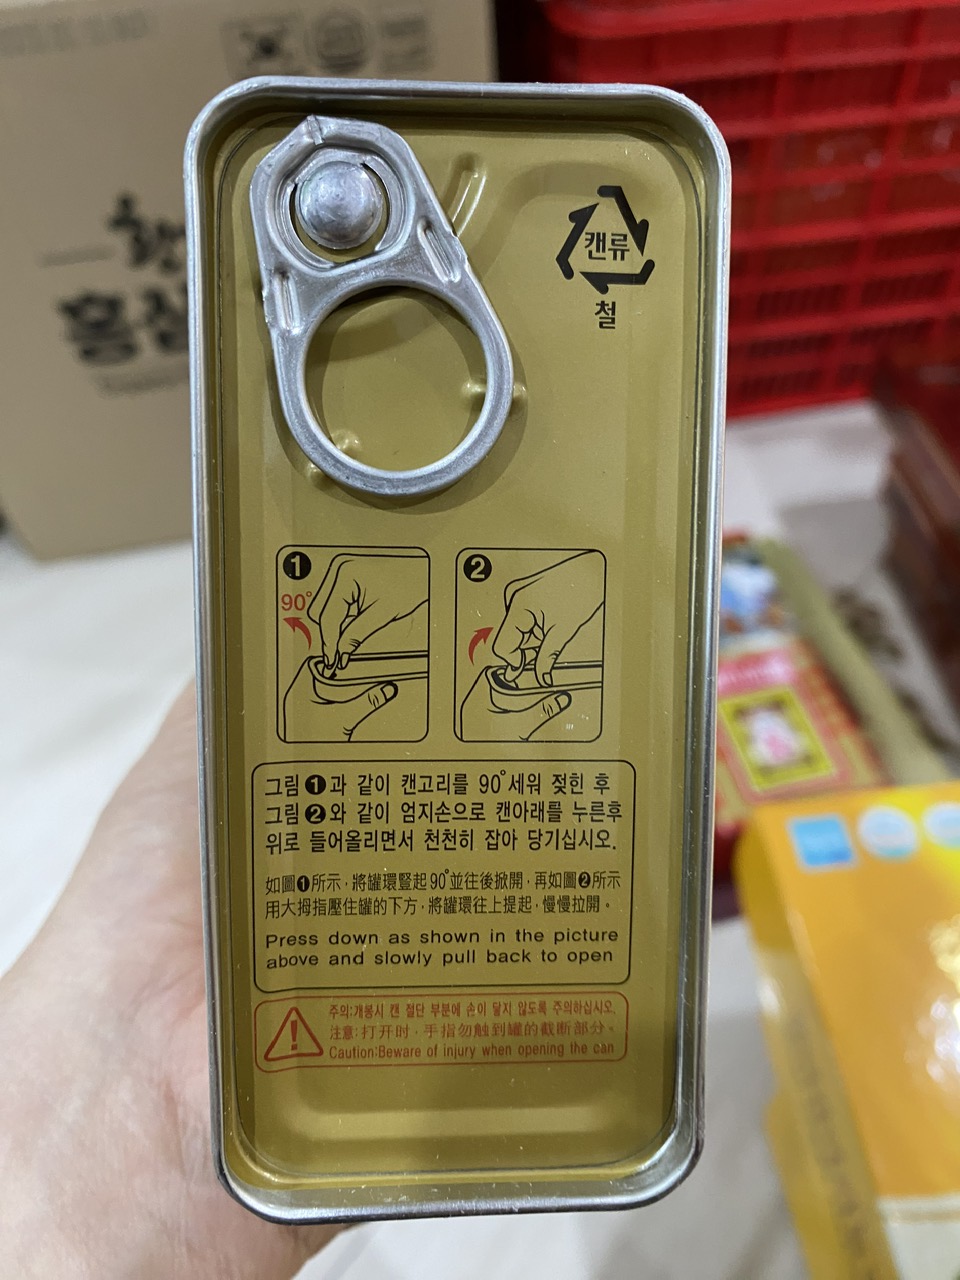 홍삼
캔류
철
1
90°
2
그림 ❶과 같이 캔고리를 90°세워 젖힌 후
그림 ❷와 같이 엄지손으로 캔아래를 누른후
위로 들어올리면서 천천히 잡아 당기십시오.
如圖❶所示，將罐環豎起90°並往後掀開，再如圖❷所示
用大拇指壓住罐的下方，將罐環往上提起，慢慢拉開。
Press down as shown in the picture
above and slowly pull back to open
주의:개봉시 캔 절단 부분에 손이 닿지 않도록 주의하십시오.
注意:打开时，手指勿触到罐的截断部分。
Caution:Beware of injury when opening the can